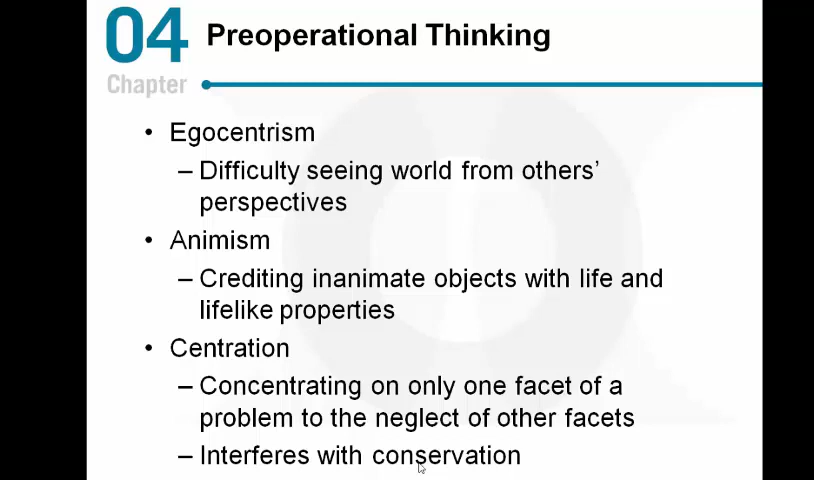 04
Chapter
Preoperational Thinking
• Egocentrism
– Difficulty seeing world from others’
perspectives
• Animism
– Crediting inanimate objects with life and
lifelike properties
• Centration
– Concentrating on only one facet of a
problem to the neglect of other facets
– Interferes with conservation